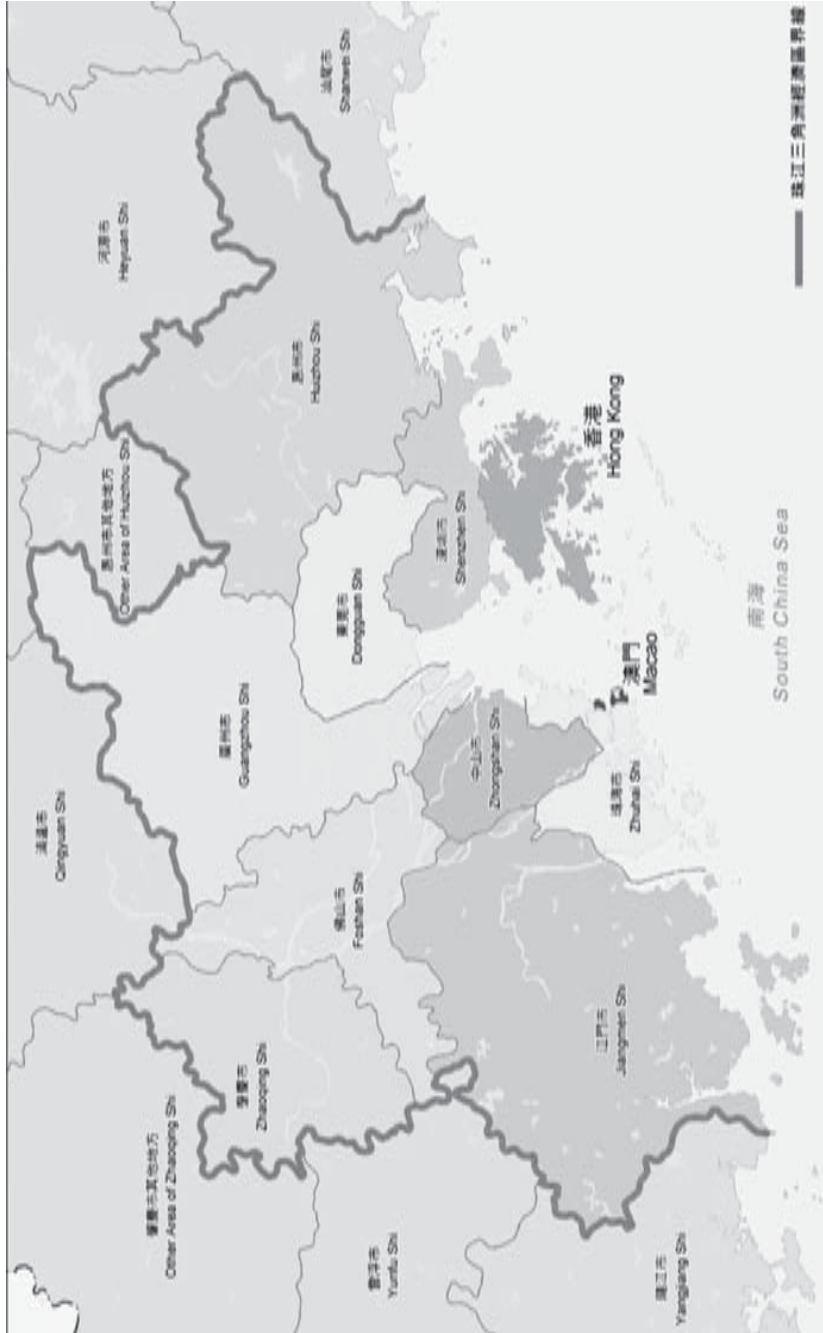 肇慶市其他地方
Other Area of Zhaoqing Shi
清遠市
Qingyuan Shi
惠州市其他地方
Other Area of Huizhou Shi
河源市
Heyuan Shi
汕尾市
Shanwei Shi
肇慶市
Zhaoqing Shi
佛山市
Foshan Shi
廣州市
Guangzhou Shi
惠州市
Huizhou Shi
東莞市
Dongguan Shi
雲浮市
Yunfu Shi
中山市
Zhongshan Shi
深圳市
Shenzhen Shi
江門市
Jiangmen Shi
珠海市
Zhuhai Shi
澳門
Macao
香港
Hong Kong
陽江市
Yangjiang Shi
南海
South China Sea
珠江三角洲經濟區界線